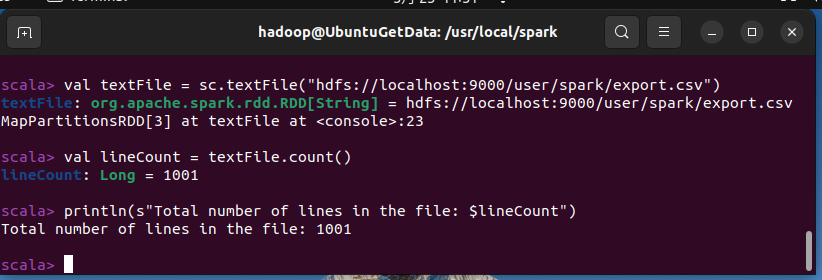 hadoop@UbuntuGetData: /usr/local/spark
scala> val textFile = sc.textFile("hdfs://localhost:9000/user/spark/export.csv")
textFile: org.apache.spark.rdd.RDD[String] = hdfs://localhost:9000/user/spark/export.csv
MapPartitionsRDD[3] at textFile at <console>:23
scala> val lineCount = textFile.count()
lineCount: Long = 1001
scala> println(s"Total number of lines in the file: $lineCount")
Total number of lines in the file: 1001
scala>